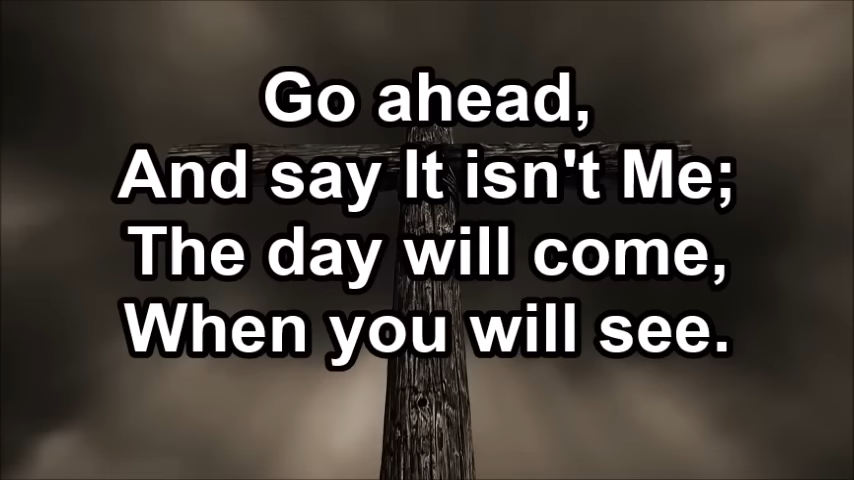 Go ahead,
And say It isn't Me;
The day will come,
When you will see.